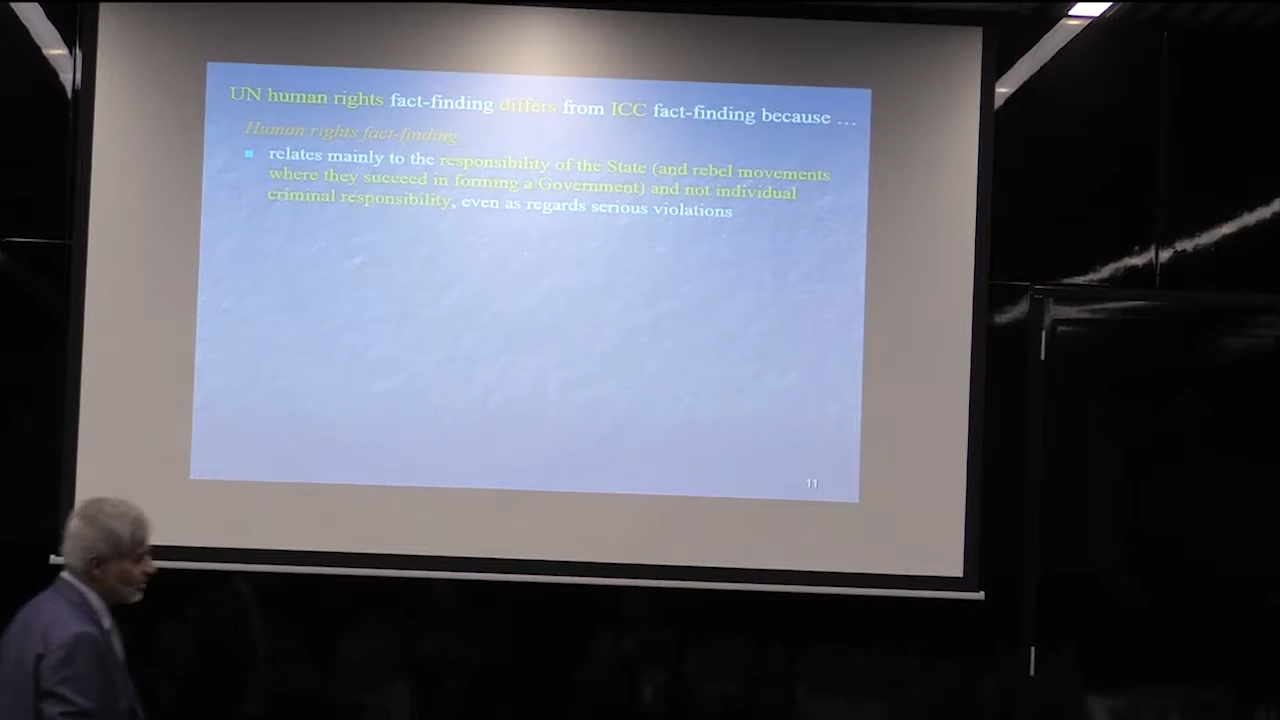 UN human rights fact-finding differs from ICC fact-finding because ...
Human rights fact-finding
relates mainly to the responsibility of the State (and rebel movements
where they succeed in forming a Government) and not individual
criminal responsibility, even as regards serious violations
11